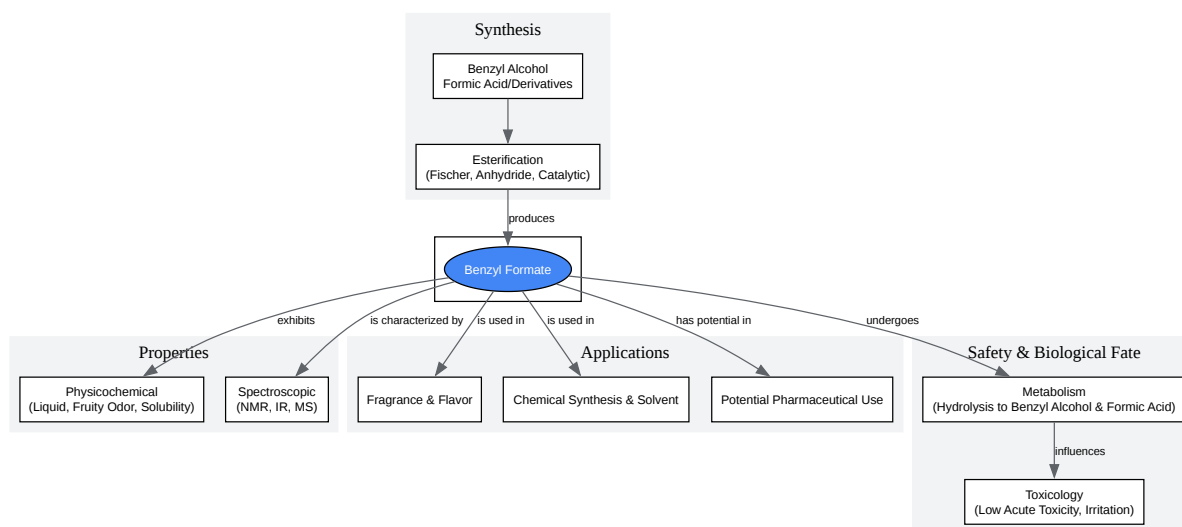 Synthesis
Benzyl Alcohol
Formic Acid/Derivatives
Esterification
(Fischer, Anhydride, Catalytic)
produces
Benzyl Formate
exhibits
is characterized by
is used in
is used in
has potential in
undergoes
Properties
Applications
Safety & Biological Fate
Physicochemical
(Liquid, Fruity Odor, Solubility)
Spectroscopic
(NMR, IR, MS)
Fragrance & Flavor
Chemical Synthesis & Solvent
Potential Pharmaceutical Use
Metabolism
(Hydrolysis to Benzyl Alcohol & Formic Acid)
influences
Toxicology
(Low Acute Toxicity, Irritation)